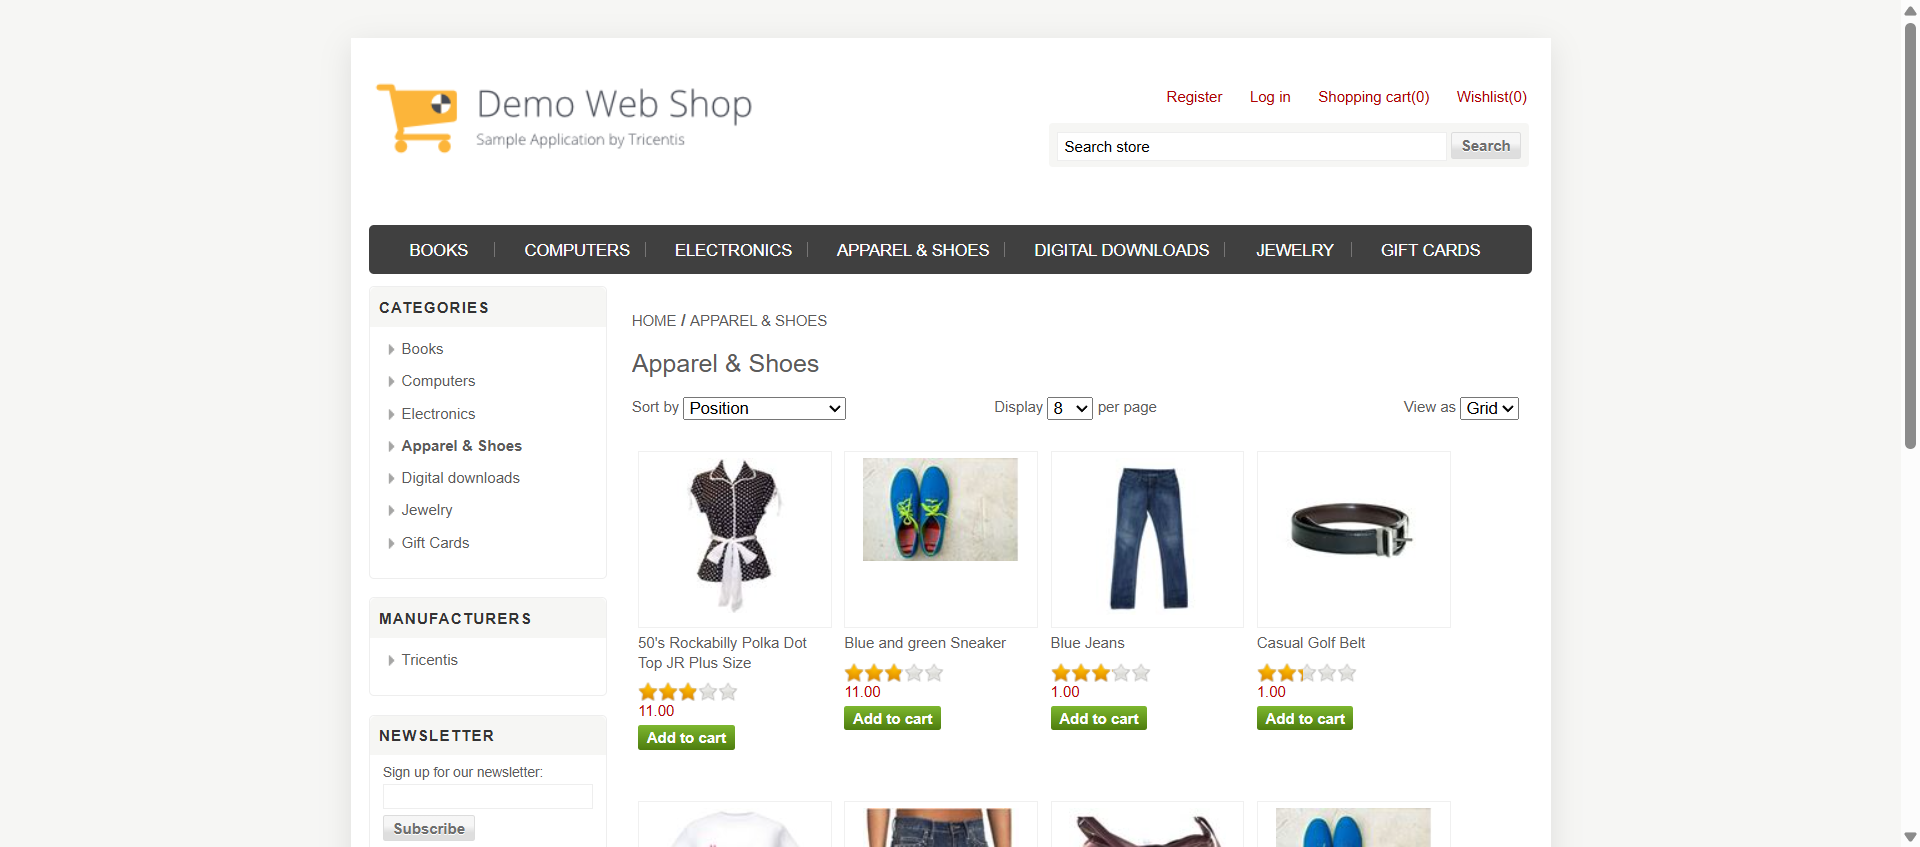 Demo Web Shop
Sample Application by Tricentis
Register Log in Shopping cart(0) Wishlist(0)
Search store Search
BOOKS COMPUTERS ELECTRONICS APPAREL & SHOES DIGITAL DOWNLOADS JEWELRY GIFT CARDS
CATEGORIES
Books
Computers
Electronics
Apparel & Shoes
Digital downloads
Jewelry
Gift Cards
MANUFACTURERS
Tricentis
NEWSLETTER
Sign up for our newsletter:
Subscribe
HOME / APPAREL & SHOES
Apparel & Shoes
Sort by Position Display 8 per page View as Grid
50's Rockabilly Polka Dot
Top JR Plus Size
11.00
Add to cart
Blue and green Sneaker
11.00
Add to cart
Blue Jeans
1.00
Add to cart
Casual Golf Belt
1.00
Add to cart